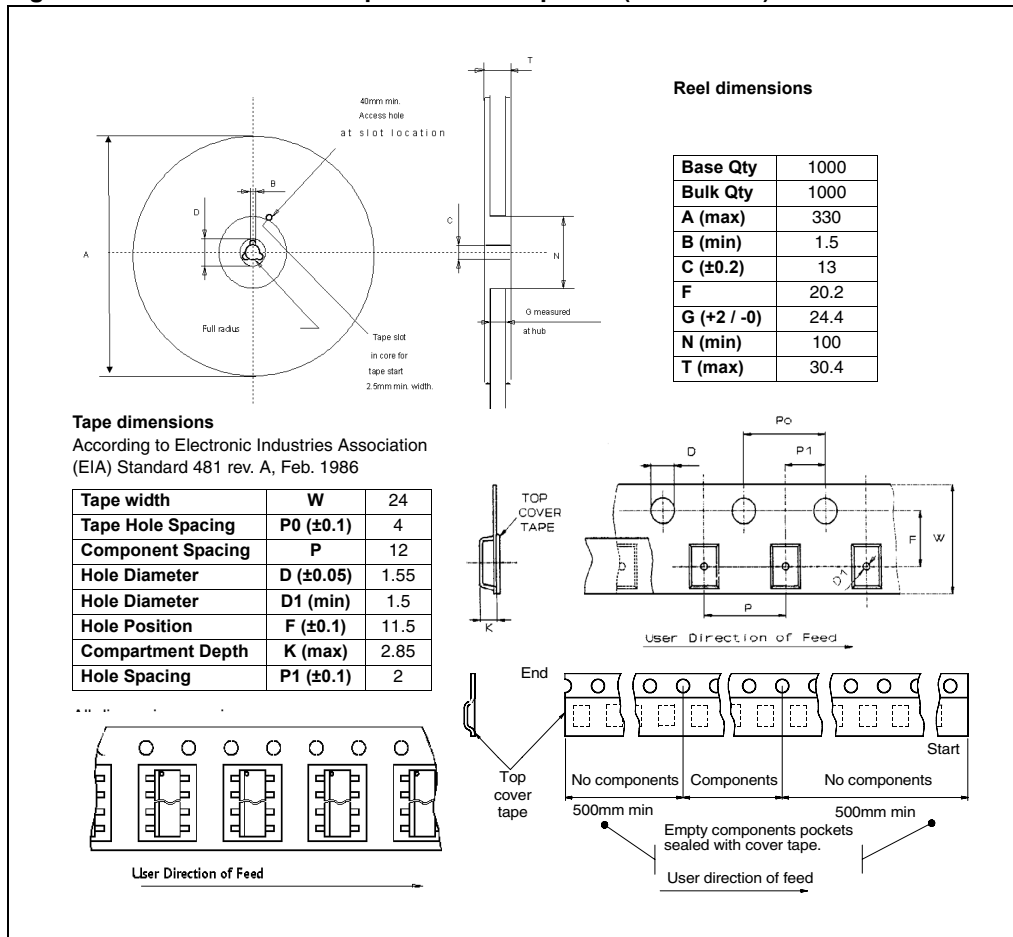 T
Reel dimensions
40mm min.
Access hole
at slot location
Base Qty 1000
Bulk Qty 1000
A (max) 330
B (min) 1.5
C (±0.2) 13
F 20.2
G (+2 / -0) 24.4
N (min) 100
T (max) 30.4
B
D
C
A
N
Full radius
G measured
at hub
Tape slot
in core for
tape start
2.5mm min. width.
Tape dimensions
According to Electronic Industries Association
(EIA) Standard 481 rev. A, Feb. 1986
Tape width W 24
Tape Hole Spacing P0 (±0.1) 4
Component Spacing P 12
Hole Diameter D (±0.05) 1.55
Hole Diameter D1 (min) 1.5
Hole Position F (±0.1) 11.5
Compartment Depth K (max) 2.85
Hole Spacing P1 (±0.1) 2
Po
D
P1
TOP
COVER
TAPE
F
W
K
P
User Direction of Feed
End
Start
Top
cover
tape
No components
Components
No components
500mm min
500mm min
Empty components pockets
sealed with cover tape.
User direction of feed
User Direction of Feed